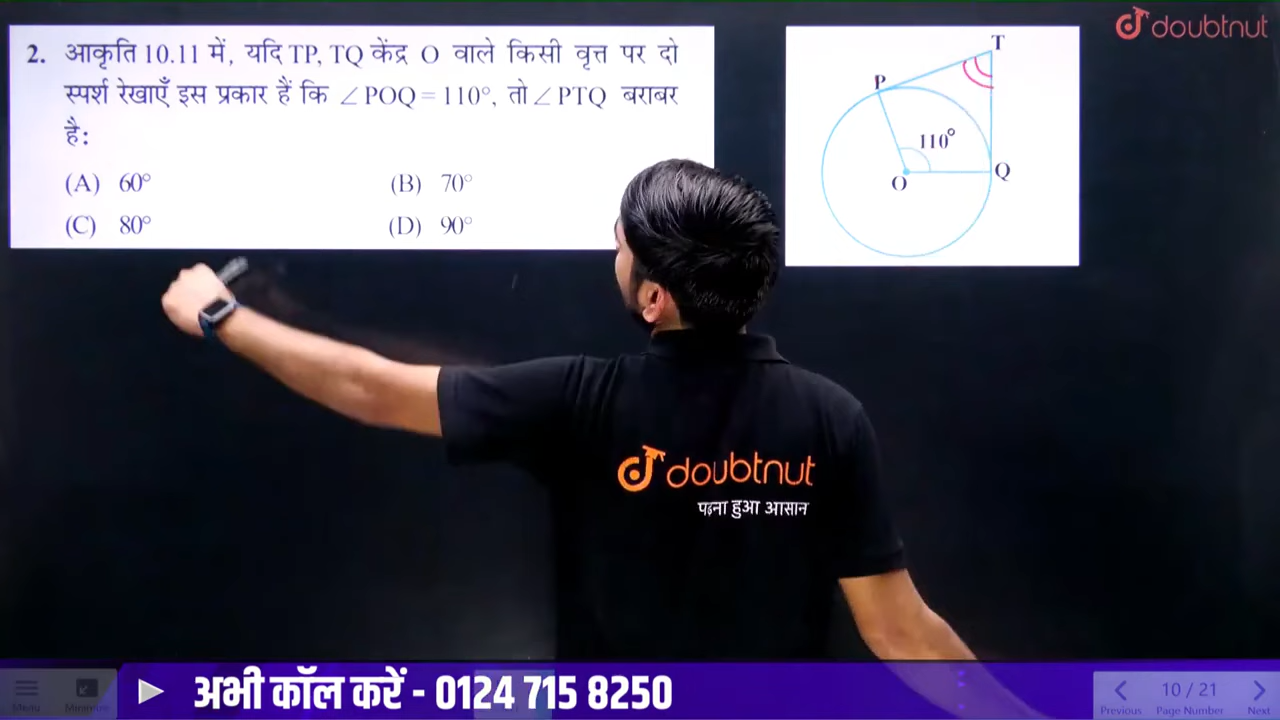 doubtnut
2. आकृति 10.11 में, यदि TP, TQ केंद्र O वाले किसी वृत्त पर दो
स्पर्श रेखाएँ इस प्रकार हैं कि ∠POQ = 110°, तो ∠PTQ बराबर
है:
(A) 60° (B) 70°
(C) 80° (D) 90°
T
P
110°
O
Q
doubtnut
पढ़ना हुआ आसान
अभी कॉल करें - 0124 715 8250
Menu
Minimize
Previous
10 / 21
Page Number
Next